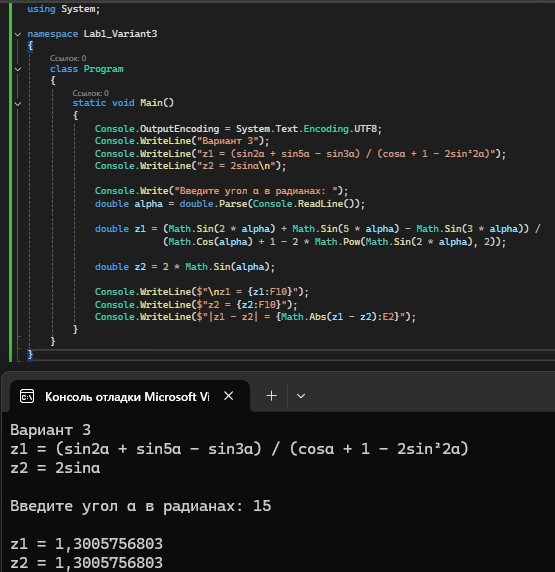 using System;
namespace Lab1_Variant3
{
Ссылок: 0
class Program
{
Ссылок: 0
static void Main()
{
Console.OutputEncoding = System.Text.Encoding.UTF8;
Console.WriteLine("Вариант 3");
Console.WriteLine("z1 = (sin2α + sin5α − sin3α) / (cosα + 1 − 2sin²2α)");
Console.WriteLine("z2 = 2sinα\n");
Console.Write("Введите угол α в радианах: ");
double alpha = double.Parse(Console.ReadLine());
double z1 = (Math.Sin(2 * alpha) + Math.Sin(5 * alpha) - Math.Sin(3 * alpha)) /
(Math.Cos(alpha) + 1 - 2 * Math.Pow(Math.Sin(2 * alpha), 2));
double z2 = 2 * Math.Sin(alpha);
Console.WriteLine($"\nz1 = {z1:F10}");
Console.WriteLine($"z2 = {z2:F10}");
Console.WriteLine($"|z1 - z2| = {Math.Abs(z1 - z2):E2}");
}
}
}
Консоль отладки Microsoft Vi
Вариант 3
z1 = (sin2α + sin5α − sin3α) / (cosα + 1 − 2sin²2α)
z2 = 2sinα
Введите угол α в радианах: 15
z1 = 1,3005756803
z2 = 1,3005756803